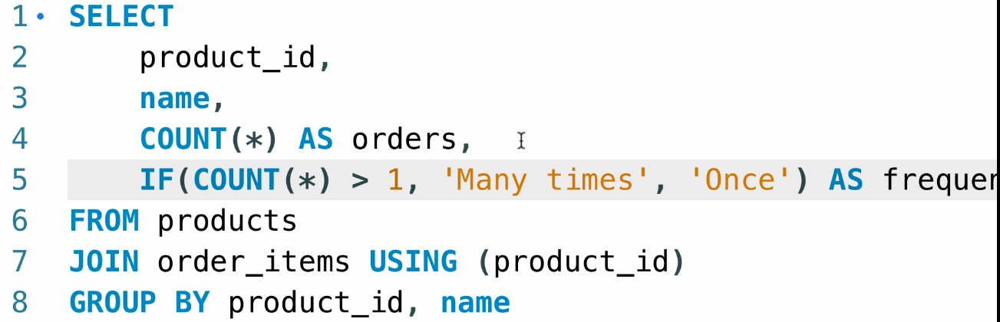 1 SELECT
2 product_id,
3 name,
4 COUNT(*) AS orders,
5 IF(COUNT(*) > 1, 'Many times', 'Once') AS
6 FROM products
7 JOIN order_items USING (product_id)
8 GROUP BY product_id, name